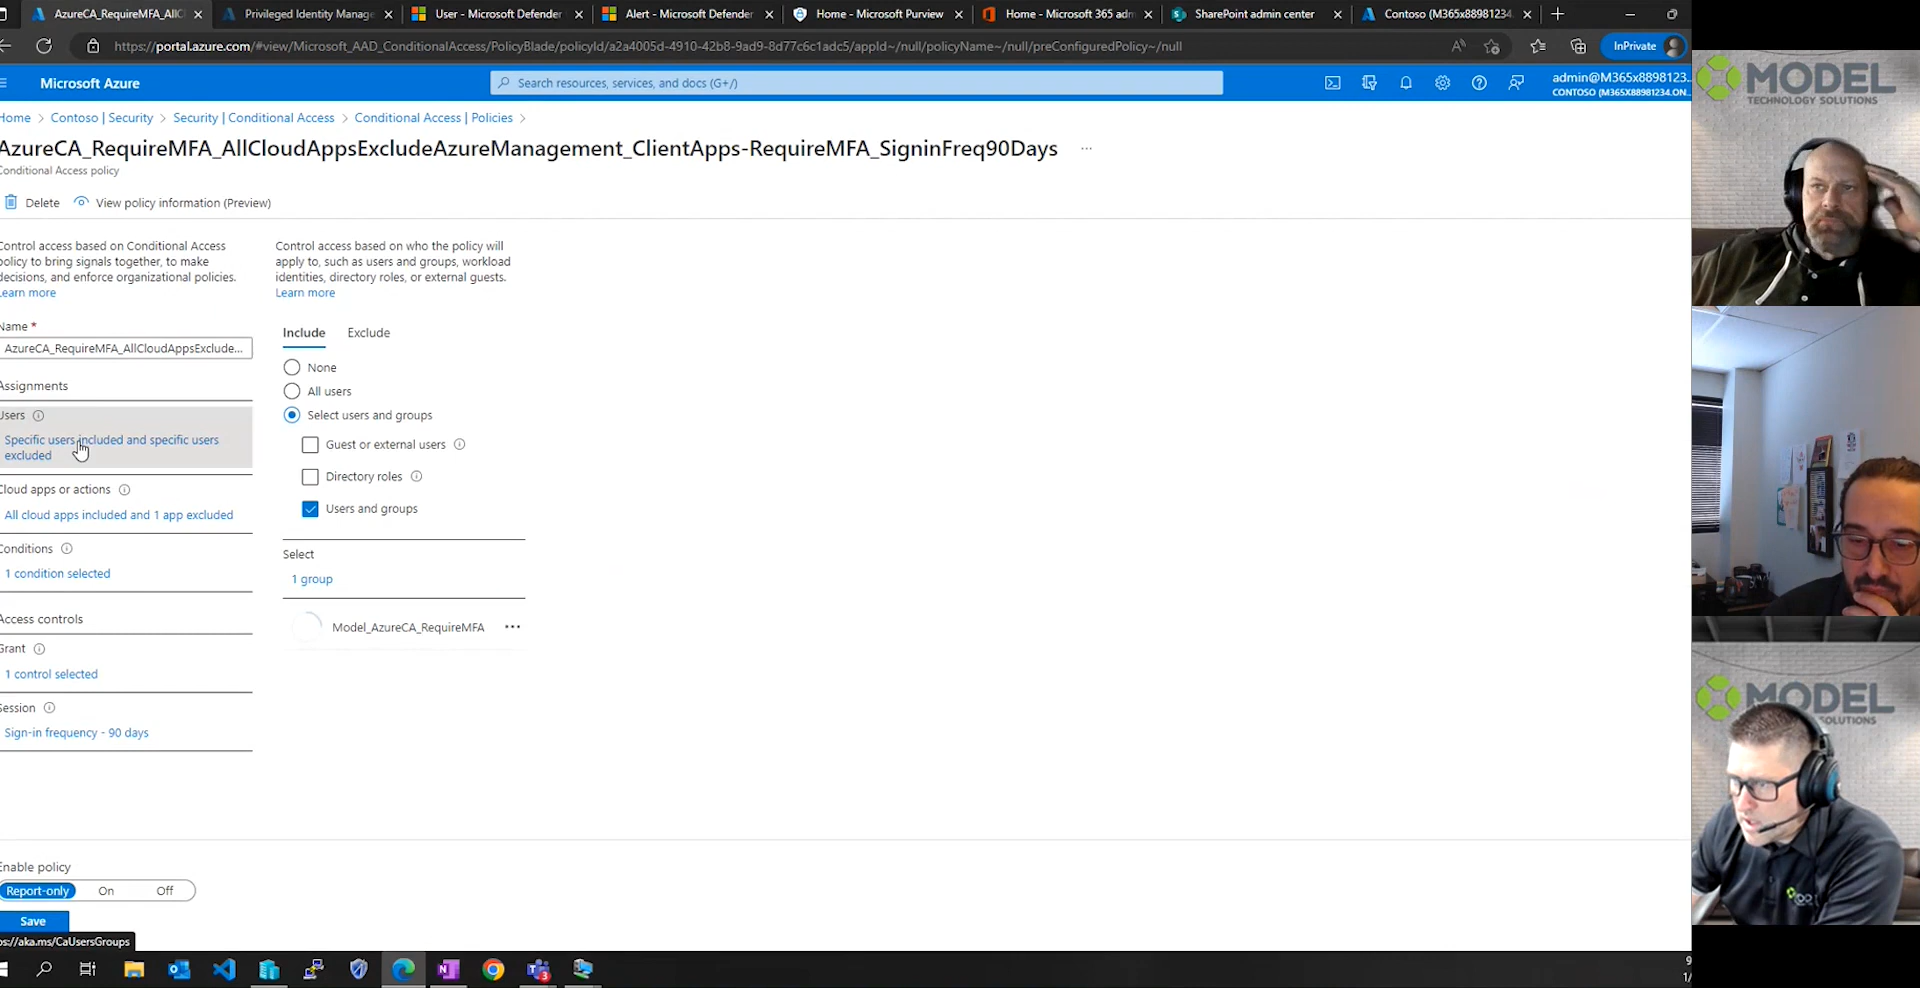 AzureCA_RequireMFA_AllCl
Privileged Identity Manage
User - Microsoft Defender
Alert - Microsoft Defender
Home - Microsoft Purview
Home - Microsoft 365 adm
SharePoint admin center
Contoso (M365x88981234.
https://portal.azure.com/#view/Microsoft_AAD_ConditionalAccess/PolicyBlade/policyId/a2a4005d-4910-42b8-9ad9-8d77c6c1adc5/appId~/null/policyName~/null/preConfiguredPolicy~/null
InPrivate
Microsoft Azure
Search resources, services, and docs (G+/)
admin@M365x8898123...
CONTOSO (M365X88981234.ON...
Home > Contoso | Security > Security | Conditional Access > Conditional Access | Policies >
AzureCA_RequireMFA_AllCloudAppsExcludeAzureManagement_ClientApps-RequireMFA_SigninFreq90Days ...
Conditional Access policy
Delete
View policy information (Preview)
Control access based on Conditional Access
policy to bring signals together, to make
decisions, and enforce organizational policies.
Learn more
Name *
AzureCA_RequireMFA_AllCloudAppsExclude...
Assignments
Users
Specific users included and specific users
excluded
Cloud apps or actions
All cloud apps included and 1 app excluded
Conditions
1 condition selected
Access controls
Grant
1 control selected
Session
Sign-in frequency - 90 days
Control access based on who the policy will
apply to, such as users and groups, workload
identities, directory roles, or external guests.
Learn more
Include
Exclude
None
All users
Select users and groups
Guest or external users
Directory roles
Users and groups
Select
1 group
Model_AzureCA_RequireMFA ...
Enable policy
Report-only
On
Off
Save
ps://aka.ms/CaUsersGroups
MODEL
TECHNOLOGY SOLUTIONS
MODEL
SOLUTIONS